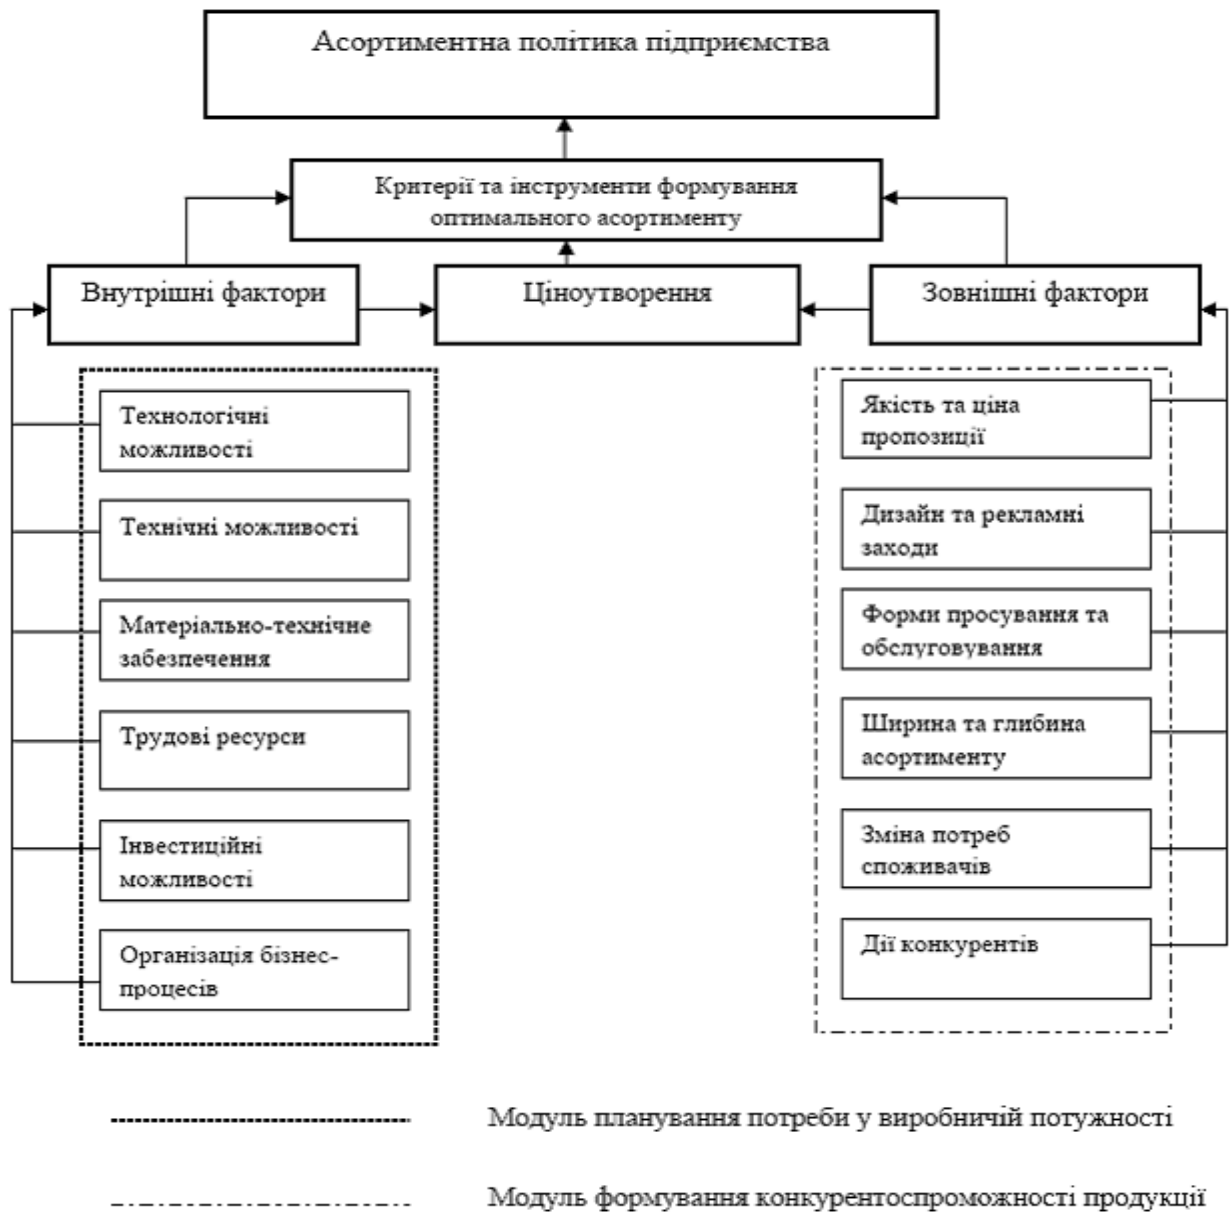 Асортиментна політика підприємства
Критерії та інструменти формування
оптимального асортименту
Внутрішні фактори
Ціноутворення
Зовнішні фактори
Технологічні
можливості
Технічні можливості
Матеріально-технічне
забезпечення
Трудові ресурси
Інвестиційні
можливості
Організація бізнес-
процесів
Якість та ціна
пропозиції
Дизайн та рекламні
заходи
Форми просування та
обслуговування
Ширина та глибина
асортименту
Зміна потреб
споживачів
Дії конкурентів
Модуль планування потреби у виробничій потужності
Модуль формування конкурентоспроможності продукції